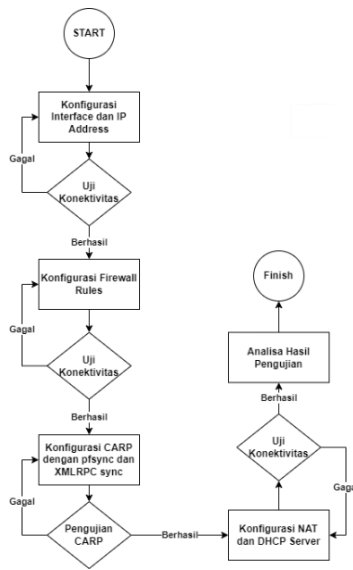 START
Konfigurasi
Interface dan IP
Address
Gagal
Uji
Konektivitas
Berhasil
Konfigurasi Firewall
Rules
Gagal
Uji
Konektivitas
Berhasil
Konfigurasi CARP
dengan pfsync dan
XMLRPC sync
Gagal
Pengujian
CARP
Berhasil
Konfigurasi NAT
dan DHCP Server
Gaga
Uji
Konektivitas
Berhasil
Analisa Hasil
Pengujian
Finish